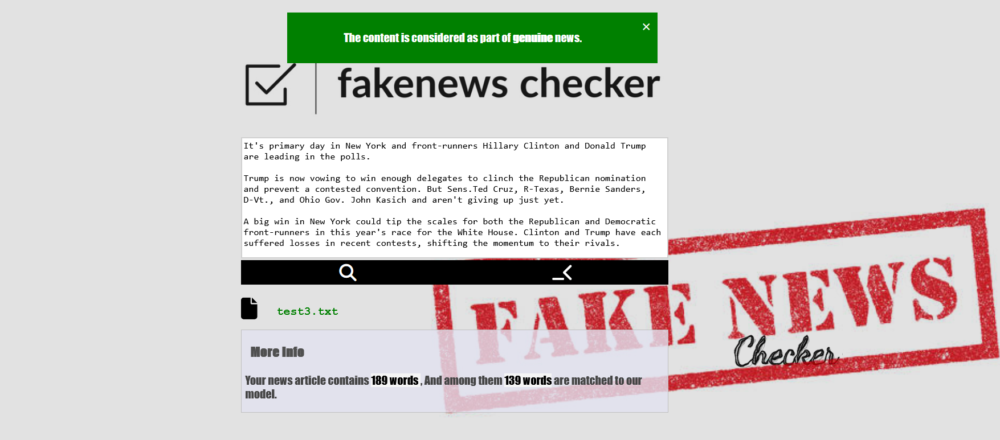 The content is considered as part of genuine news.
×
fakenews checker
It's primary day in New York and front-runners Hillary Clinton and Donald Trump
are leading in the polls.
Trump is now vowing to win enough delegates to clinch the Republican nomination
and prevent a contested convention. But Sens.Ted Cruz, R-Texas, Bernie Sanders,
D-Vt., and Ohio Gov. John Kasich and aren't giving up just yet.
A big win in New York could tip the scales for both the Republican and Democratic
front-runners in this year's race for the White House. Clinton and Trump have each
suffered losses in recent contests, shifting the momentum to their rivals.
FAKE NEWS
Checker
test3.txt
More Info
Your news article contains 189 words , And among them 139 words are matched to our
model.